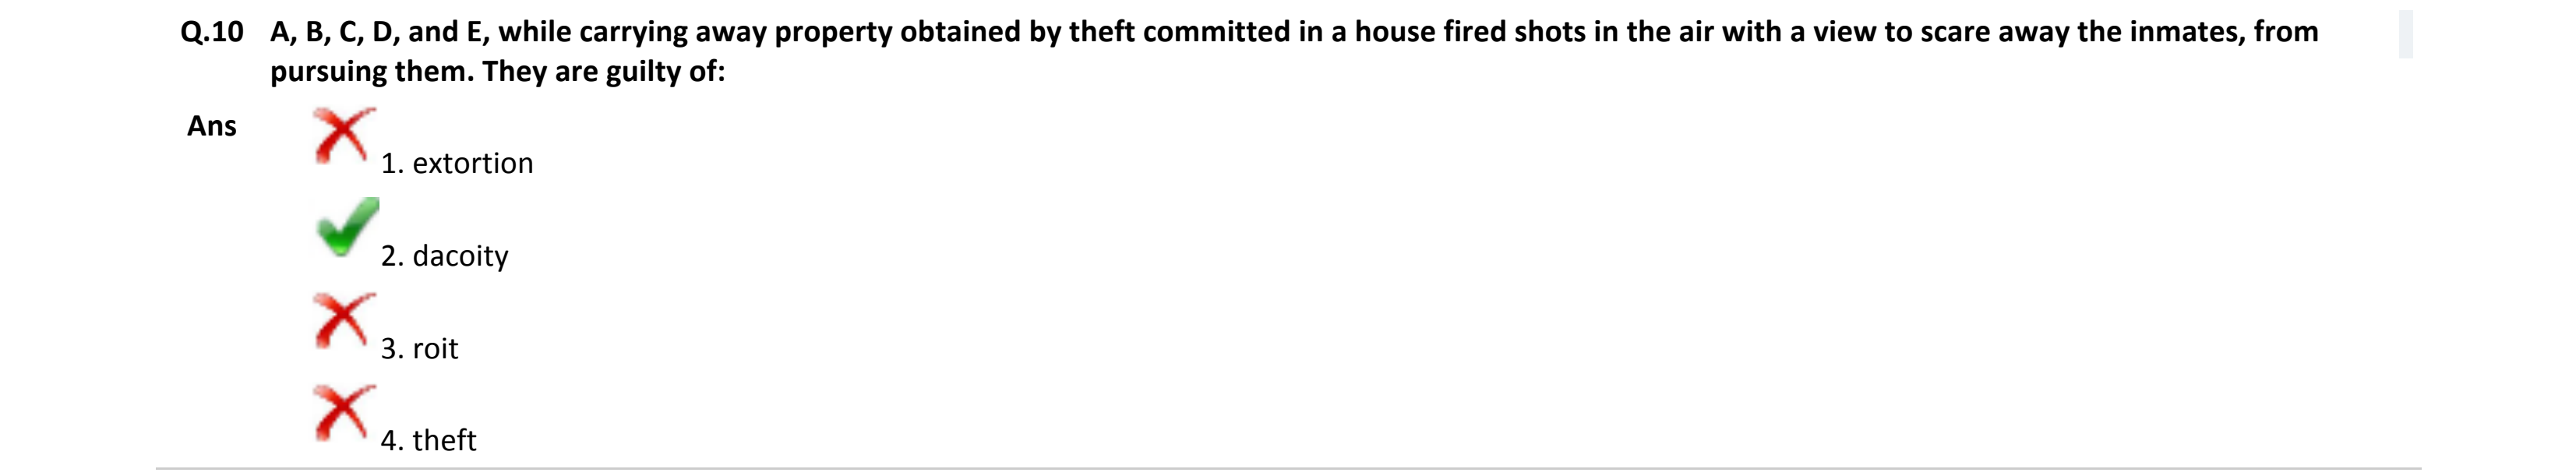 Q.10 A, B, C, D, and E, while carrying away property obtained by theft committed in a house fired shots in the air with a view to scare away the inmates, from
pursuing them. They are guilty of:
Ans
1. extortion
2. dacoity
3. roit
4. theft